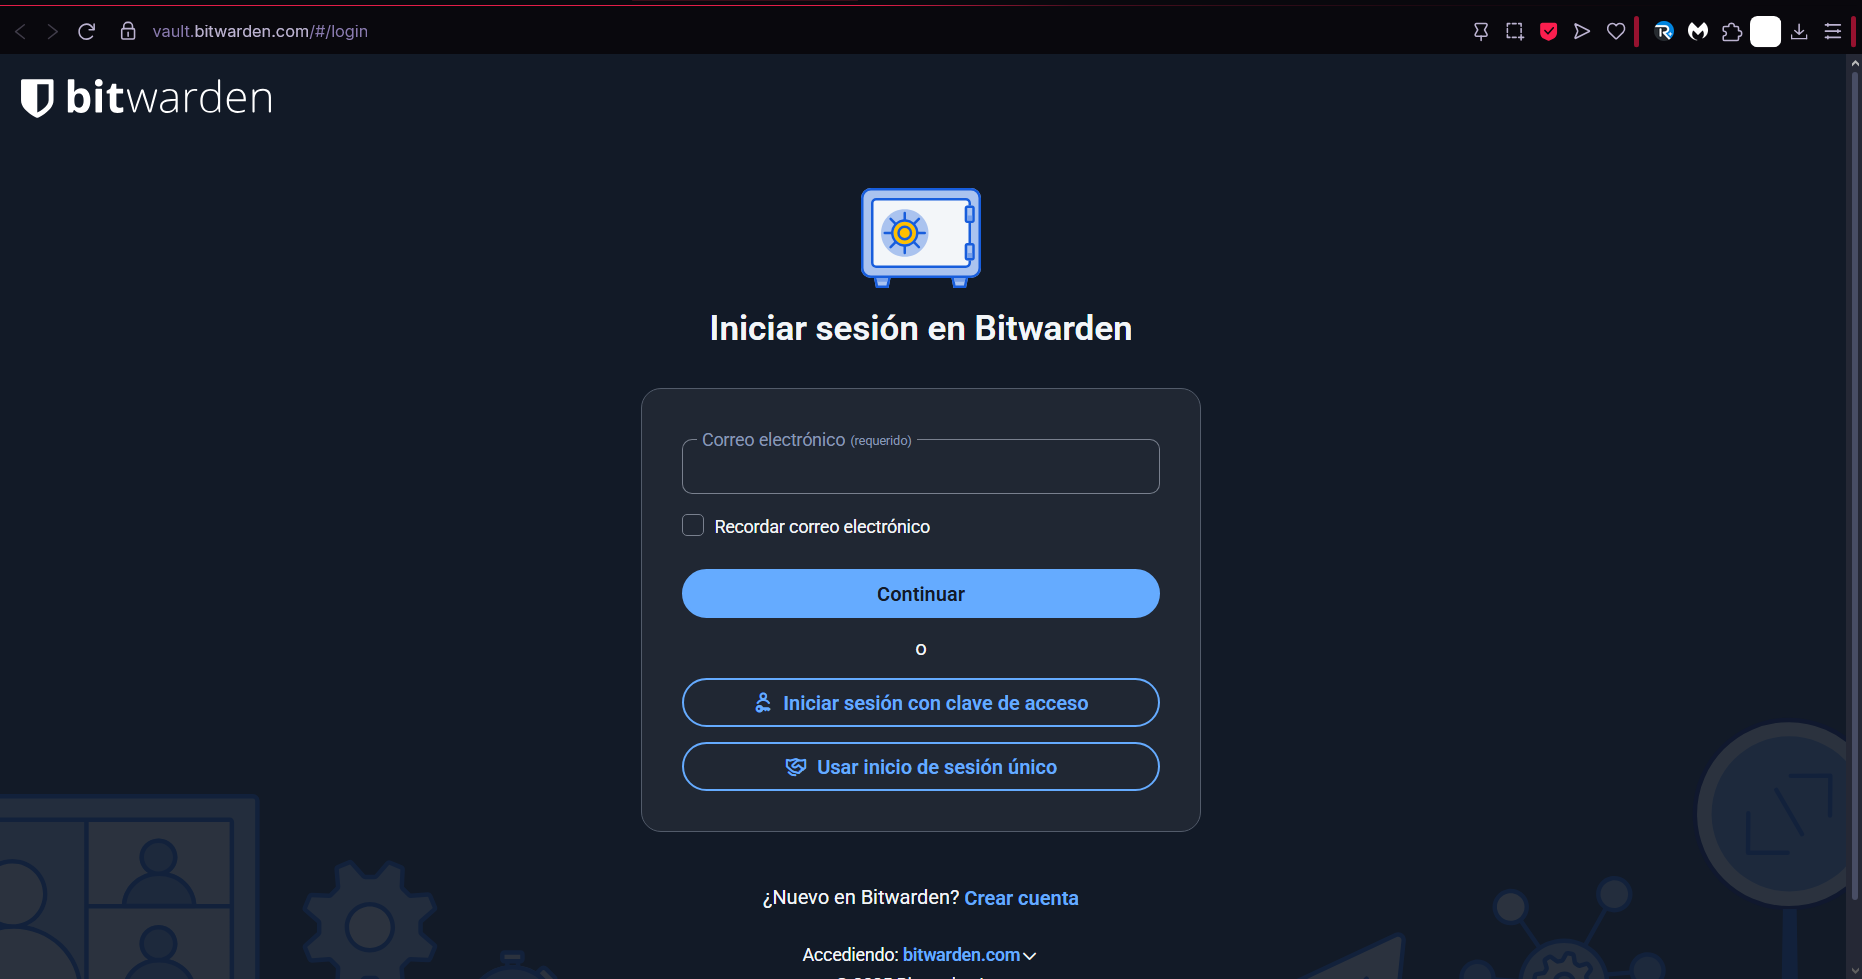 vault.bitwarden.com/#/login
bitwarden
Iniciar sesión en Bitwarden
Correo electrónico (requerido)
Recordar correo electrónico
Continuar
o
Iniciar sesión con clave de acceso
Usar inicio de sesión único
¿Nuevo en Bitwarden? Crear cuenta
Accediendo: bitwarden.com